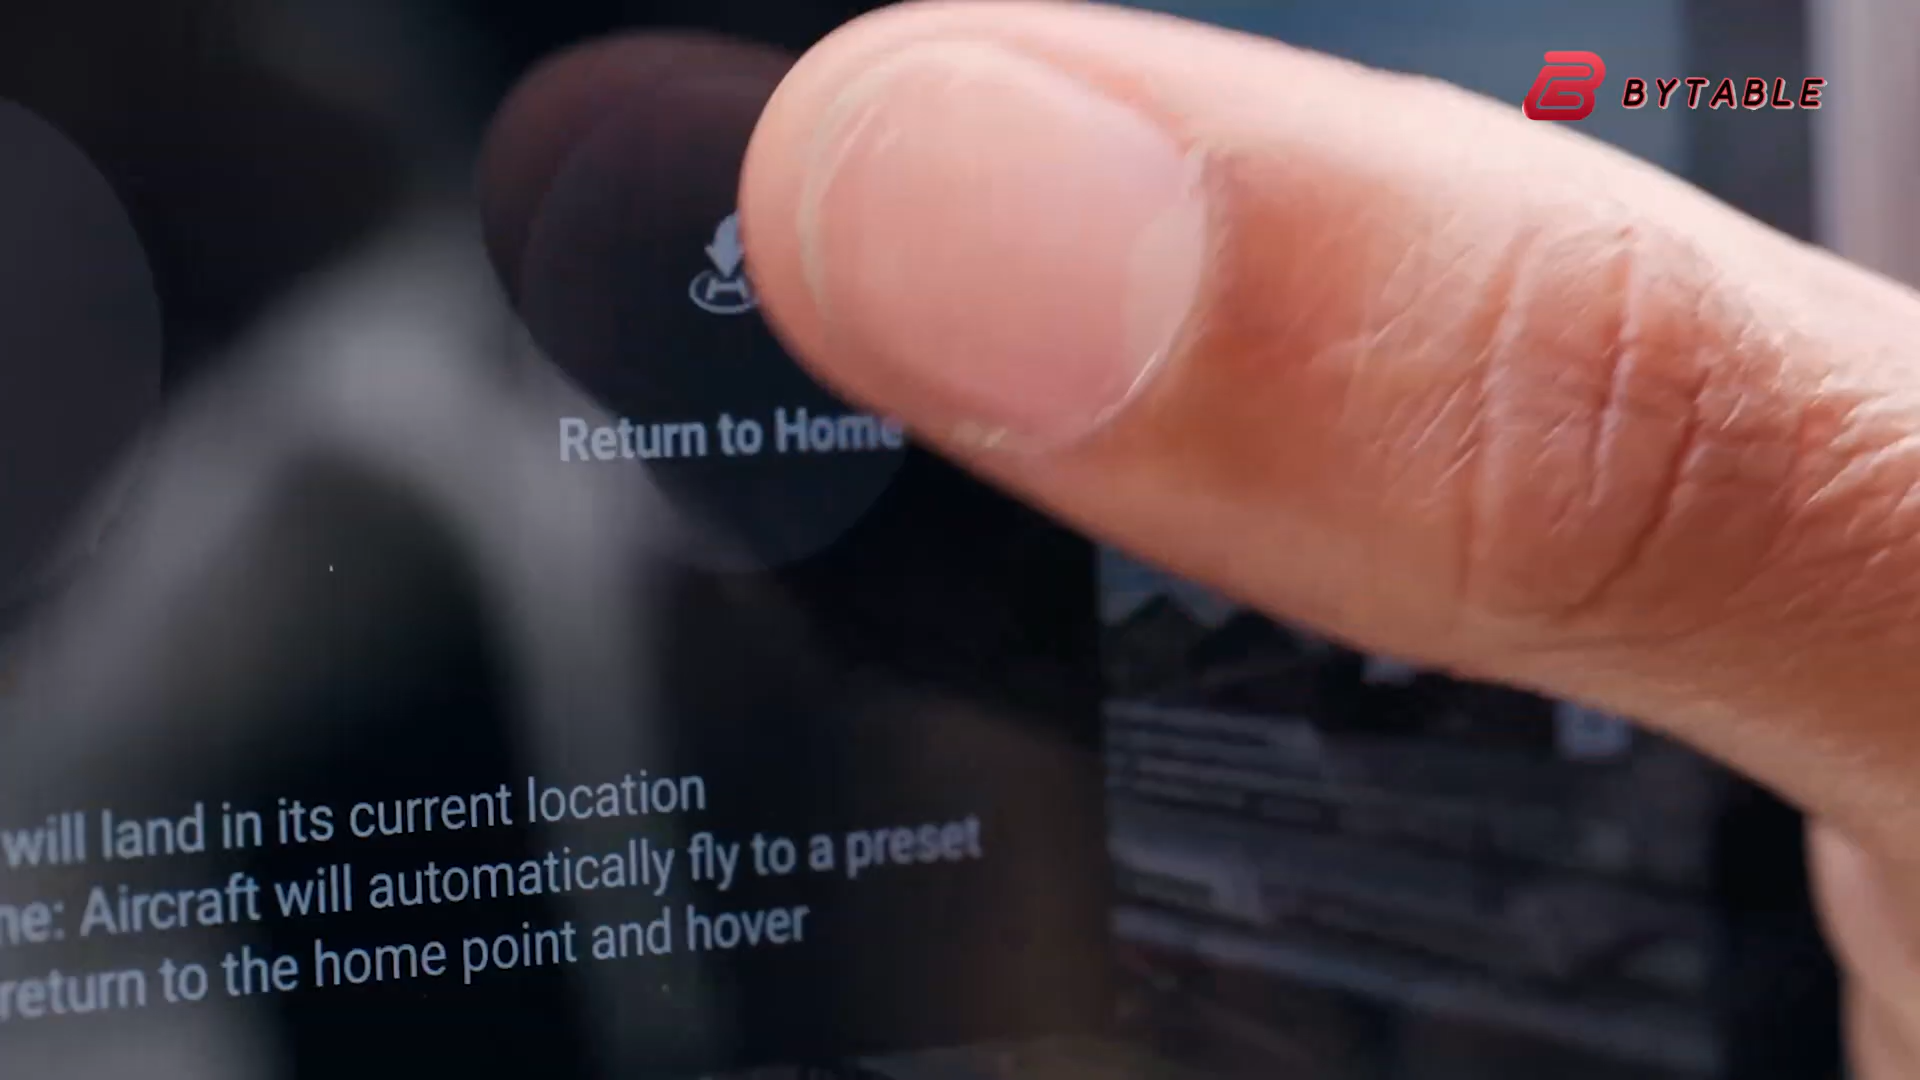 BYTABLE
Return to Home
will land in its current location
ne: Aircraft will automatically fly to a preset
return to the home point and hover